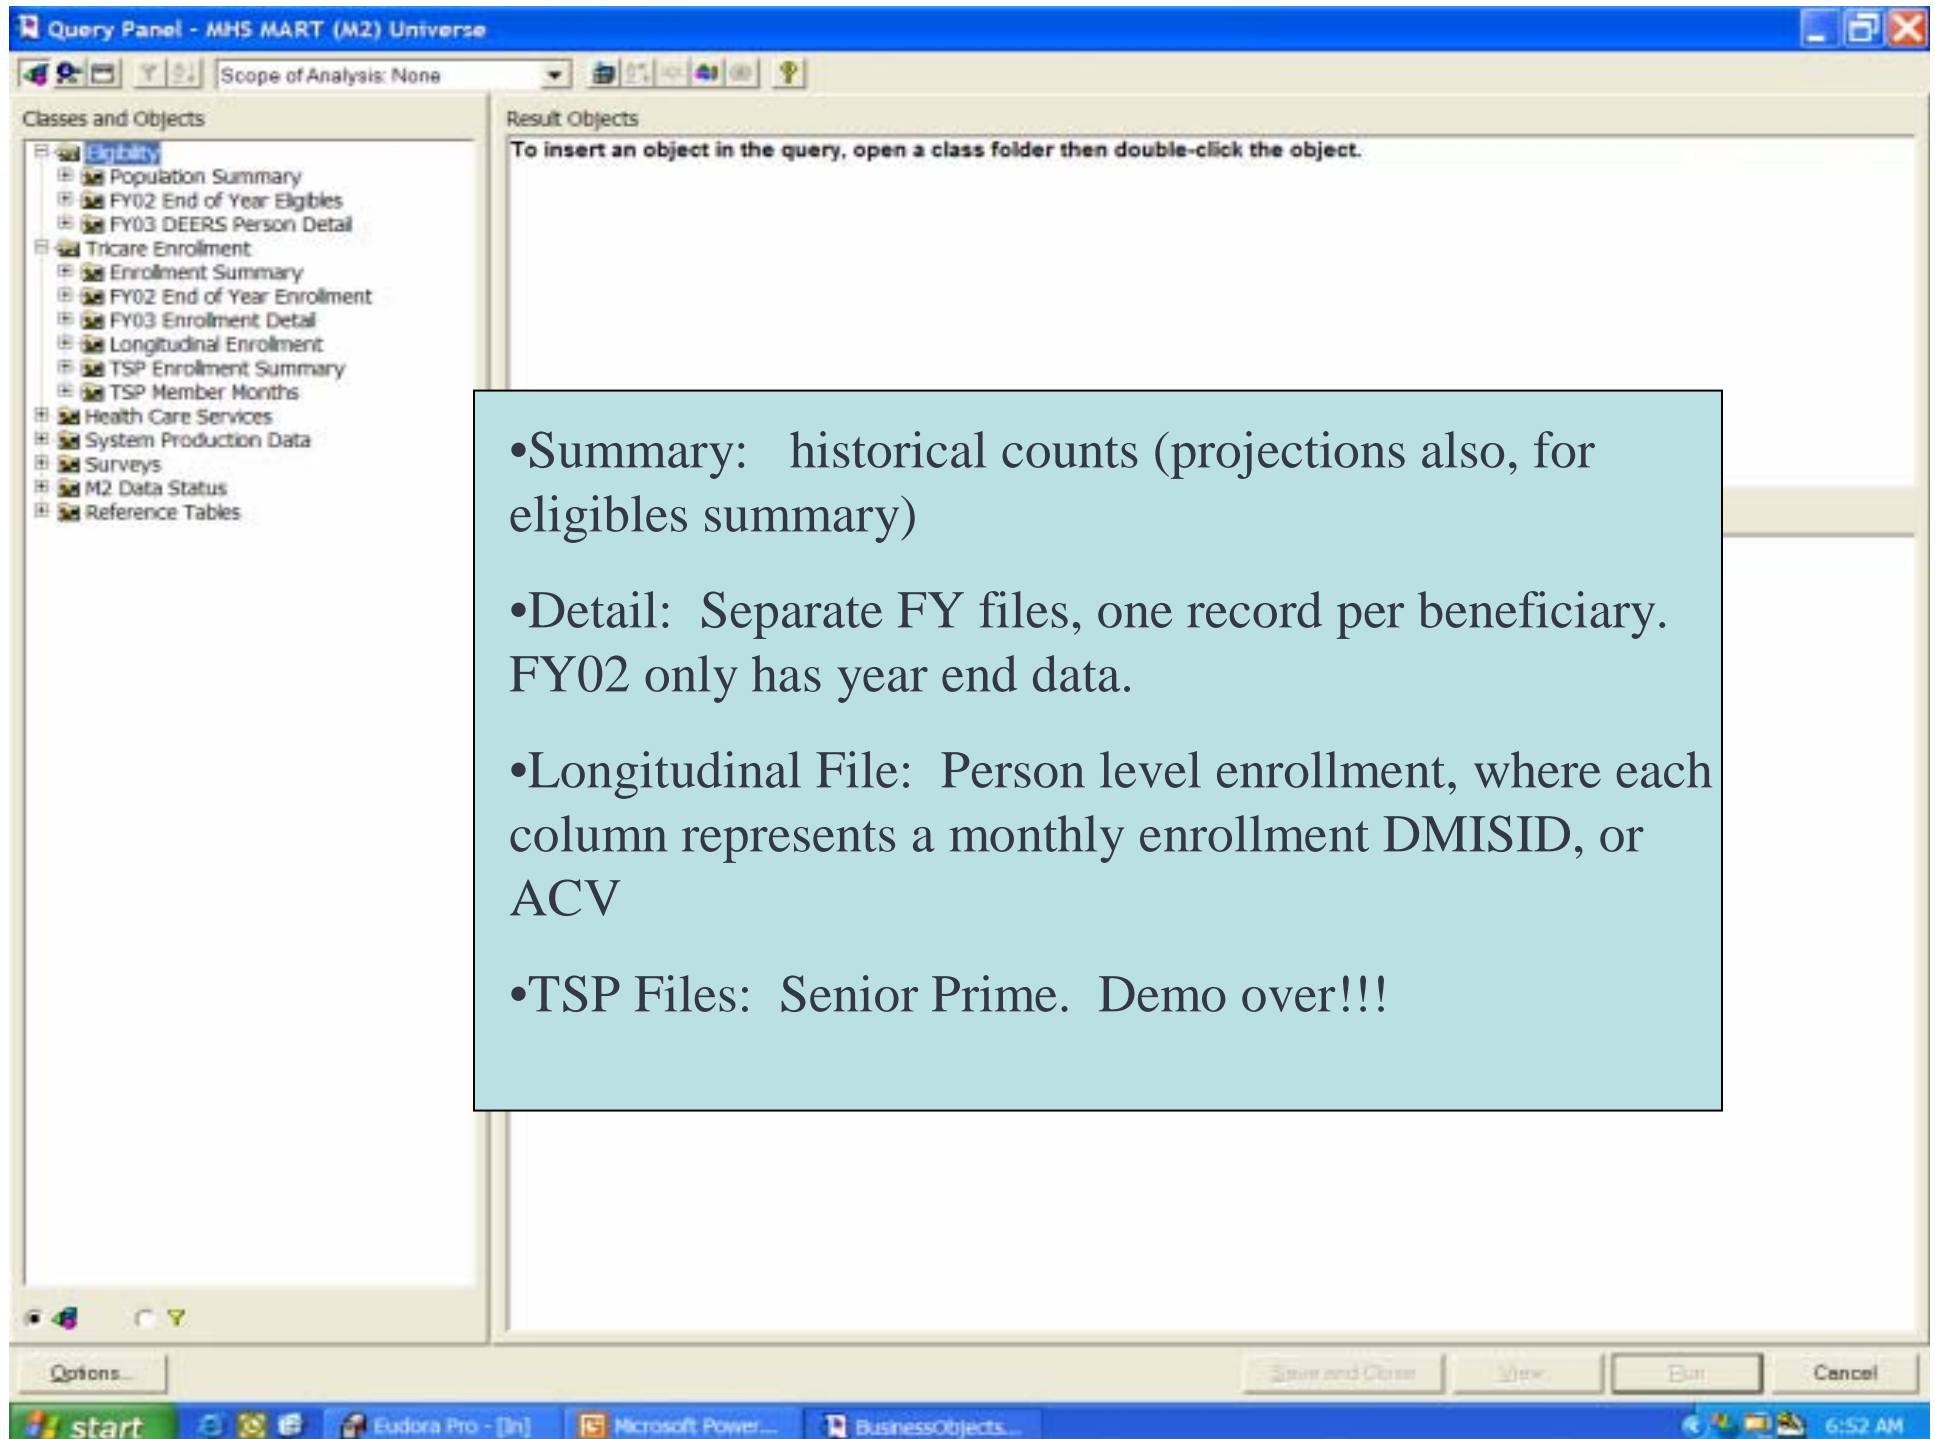 Query Panel - MHS MART (M2) Universe
Scope of Analysis: None
Classes and Objects
Eligibility
Population Summary
FY02 End of Year Eligibles
FY03 DEERS Person Detail
Tricare Enrollment
Enrollment Summary
FY02 End of Year Enrollment
FY03 Enrollment Detail
Longitudinal Enrollment
TSP Enrollment Summary
TSP Member Months
Health Care Services
System Production Data
Surveys
M2 Data Status
Reference Tables
Result Objects
To insert an object in the query, open a class folder then double-click the object.
•Summary: historical counts (projections also, for
eligibles summary)
•Detail: Separate FY files, one record per beneficiary.
FY02 only has year end data.
•Longitudinal File: Person level enrollment, where each
column represents a monthly enrollment DMISID, or
ACV
•TSP Files: Senior Prime. Demo over!!!
Options...
Save and Close
View
Run
Cancel
start
Eudora Pro - [In]
Microsoft Power...
BusinessObjects...
6:52 AM